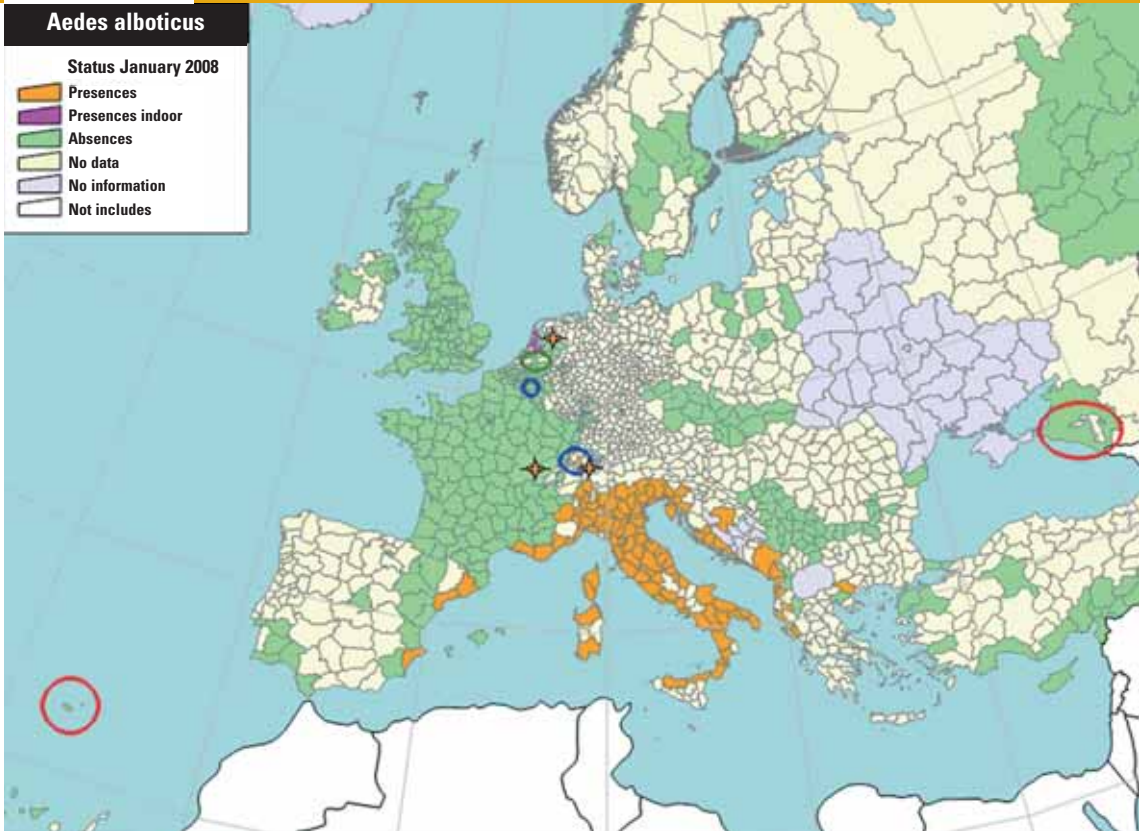 Aedes alboticus
Status January 2008
Presences
Presences indoor
Absences
No data
No information
Not includes